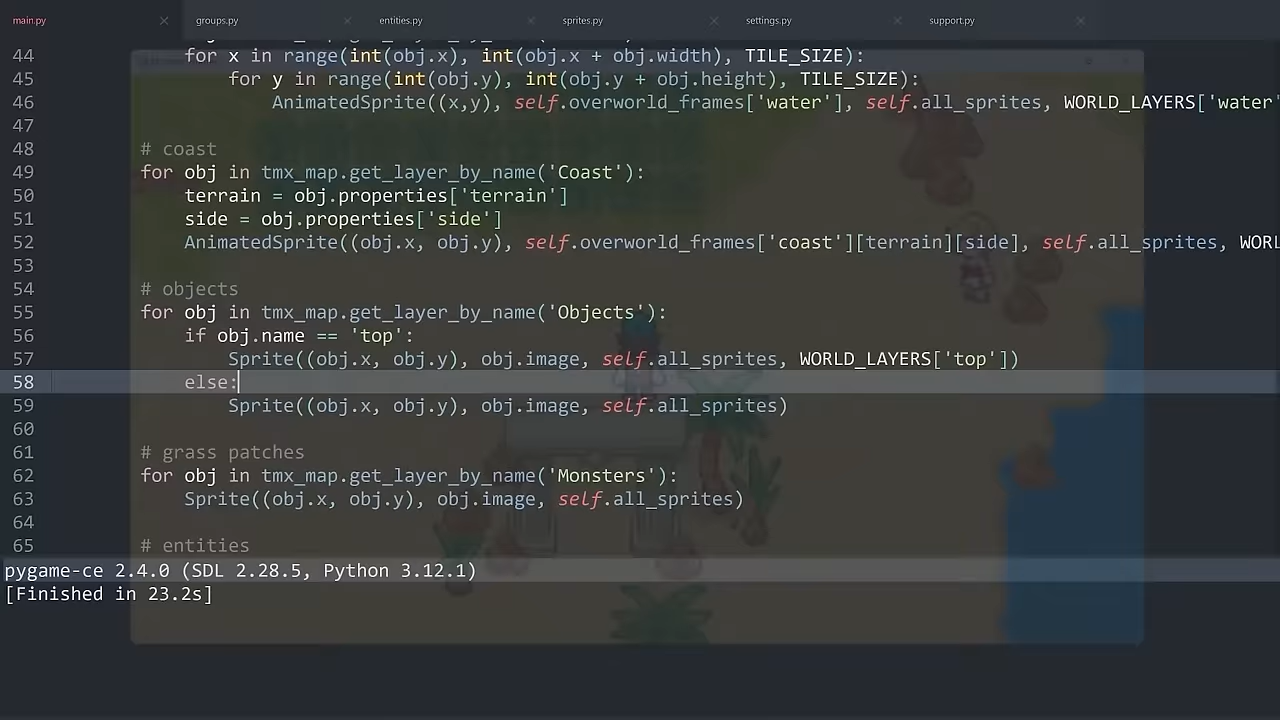 main.py groups.py entities.py sprites.py settings.py support.py
44 for x in range(int(obj.x), int(obj.x + obj.width), TILE_SIZE):
45 for y in range(int(obj.y), int(obj.y + obj.height), TILE_SIZE):
46 AnimatedSprite((x,y), self.overworld_frames['water'], self.all_sprites, WORLD_LAYERS['water'
47
48 # coast
49 for obj in tmx_map.get_layer_by_name('Coast'):
50 terrain = obj.properties['terrain']
51 side = obj.properties['side']
52 AnimatedSprite((obj.x, obj.y), self.overworld_frames['coast'][terrain][side], self.all_sprites, WORL
53
54 # objects
55 for obj in tmx_map.get_layer_by_name('Objects'):
56 if obj.name == 'top':
57 Sprite((obj.x, obj.y), obj.image, self.all_sprites, WORLD_LAYERS['top'])
58 else:
59 Sprite((obj.x, obj.y), obj.image, self.all_sprites)
60
61 # grass patches
62 for obj in tmx_map.get_layer_by_name('Monsters'):
63 Sprite((obj.x, obj.y), obj.image, self.all_sprites)
64
65 # entities
pygame-ce 2.4.0 (SDL 2.28.5, Python 3.12.1)
[Finished in 23.2s]